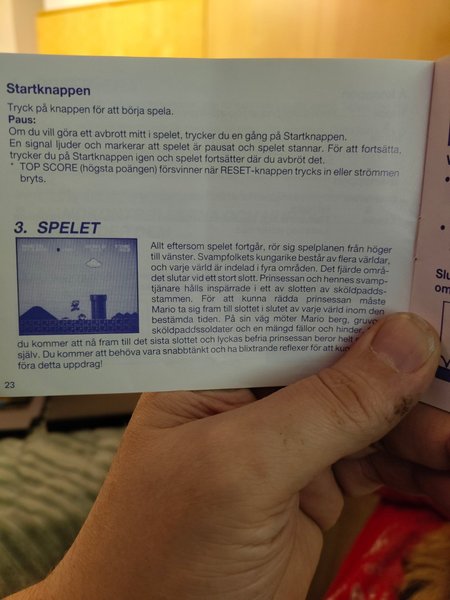 Startknappen
Tryck på knappen för att börja spela.
Paus:
Om du vill göra ett avbrott mitt i spelet, trycker du en gång på Startknappen.
En signal ljuder och markerar att spelet är pausat och spelet stannar. För att fortsätta,
trycker du på Startknappen igen och spelet fortsätter där du avbröt det.
* TOP SCORE (högsta poängen) försvinner när RESET-knappen trycks in eller strömmen
bryts.
3. SPELET
Allt eftersom spelet fortgår, rör sig spelplanen från höger
till vänster. Svampfolkets kungarike består av flera världar,
och varje värld är indelad i fyra områden. Det fjärde områ-
det slutar vid ett stort slott. Prinsessan och hennes svamp-
tjänare hålls inspärrade i ett av slotten av sköldpadds-
stammen. För att kunna rädda prinsessan måste
Mario ta sig fram till slottet i slutet av varje värld inom den
bestämda tiden. På sin väg möter Mario berg,
sköldpaddssoldater och en mängd fällor och hinder.
du kommer att nå fram till det sista slottet och lyckas befria prinsessan beror helt
själv. Du kommer att behöva vara snabbtänkt och ha blixtrande reflexer för att
föra detta uppdrag!
23